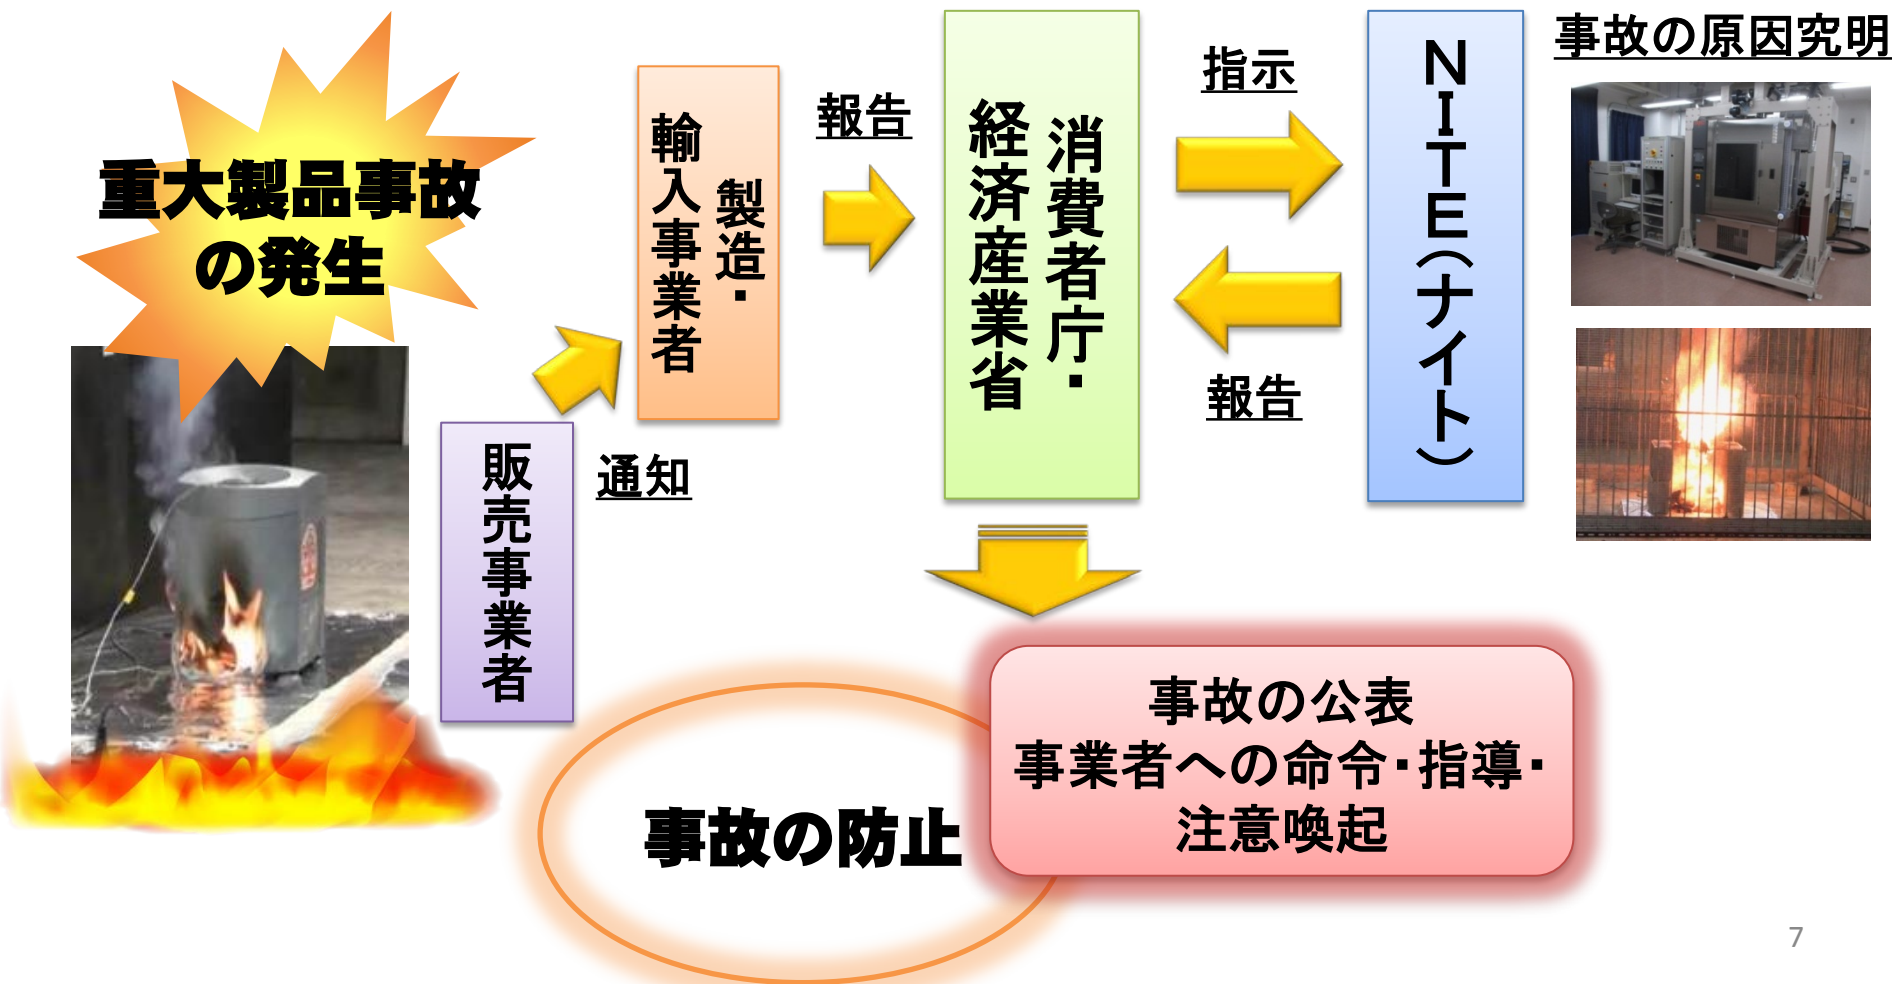 重大製品事故
の発生
販売事業者
通知
製造・
輸入事業者
報告
消費者庁・
経済産業省
指示
報告
NITE(ナイト)
事故の原因究明
事故の公表
事業者への命令・指導・
注意喚起
事故の防止
7